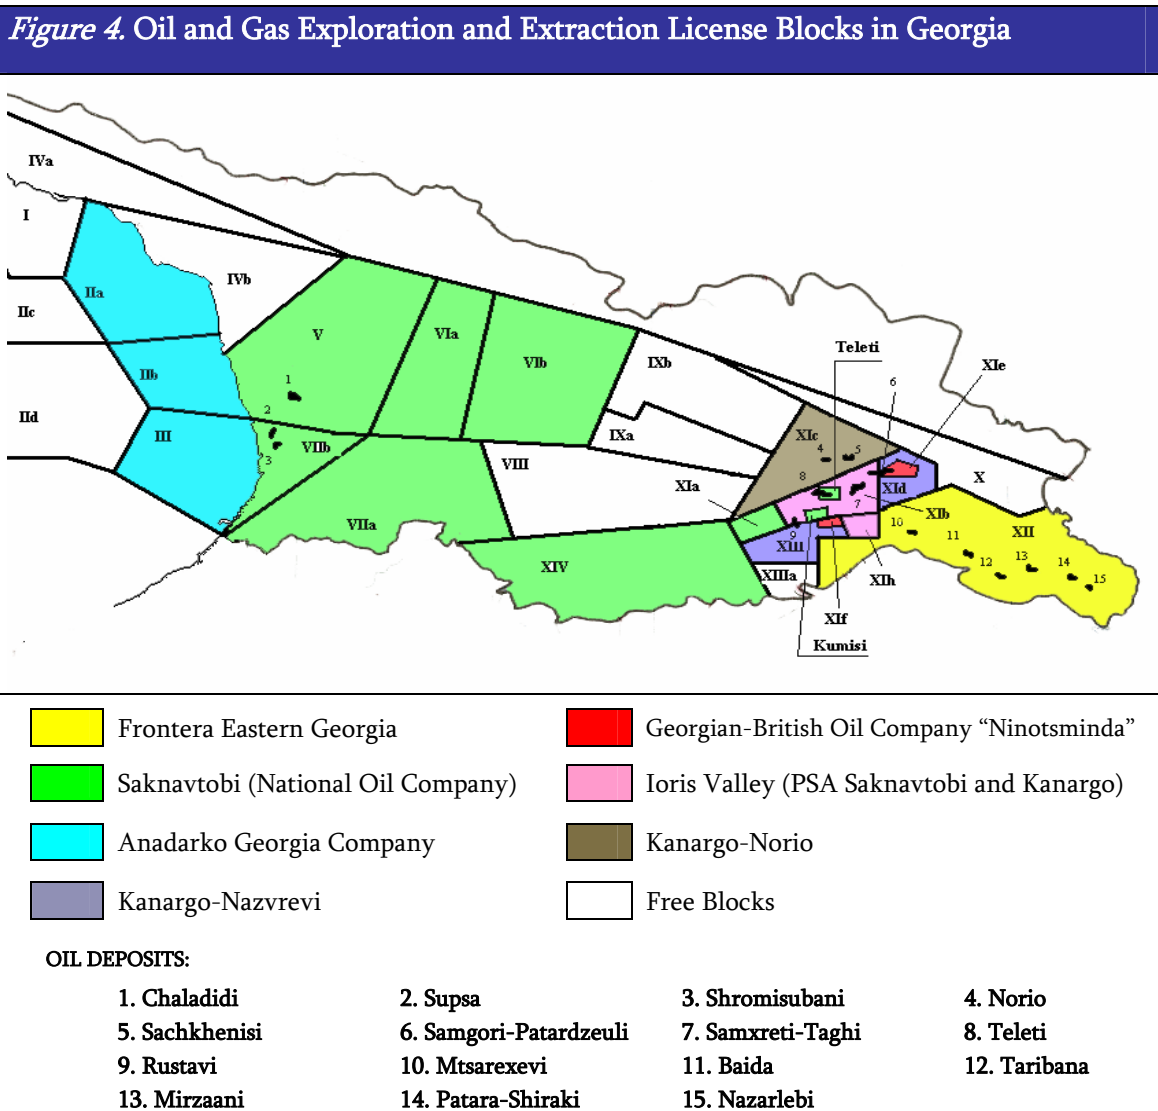 Figure 4. Oil and Gas Exploration and Extraction License Blocks in Georgia
IVa
I
IVb
IIa
IIc
V
VIa
Teleti
VIb
IXb
XIe
6
IIb
1
IId
2
III
VIIb
3
IXa
XIc
4
5
VIII
8
XIa
7
XId
X
VIIa
XIb
10
XII
9
XIII
11
XIV
XIIIa
XIh
12
13
14
15
XIf
Kumisi
Frontera Eastern Georgia
Georgian-British Oil Company “Ninotsminda”
Saknavtobi (National Oil Company)
Ioris Valley (PSA Saknavtobi and Kanargo)
Anadarko Georgia Company
Kanargo-Norio
Kanargo-Nazvrevi
Free Blocks
OIL DEPOSITS:
1. Chaladidi 2. Supsa 3. Shromisubani 4. Norio
5. Sachkhenisi 6. Samgori-Patardzeuli 7. Samxreti-Taghi 8. Teleti
9. Rustavi 10. Mtsarexevi 11. Baida 12. Taribana
13. Mirzaani 14. Patara-Shiraki 15. Nazarlebi